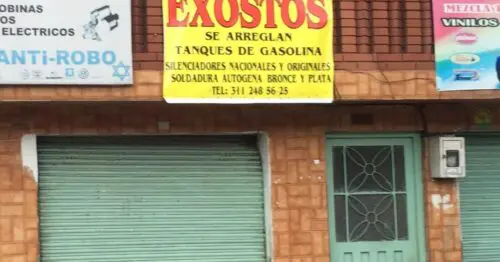 OBINAS
OS
ELECTRICOS
ANTi-ROBO
EXOSTOS
SE ARREGLAN
TANQUES DE GASOLINA
SILENCIADORES NACIONALES Y ORIGINALES
SOLDADURA AUTOGENA BRONCE Y PLATA
TEL: 311 248 56 25
MEZCLA
VINILOS